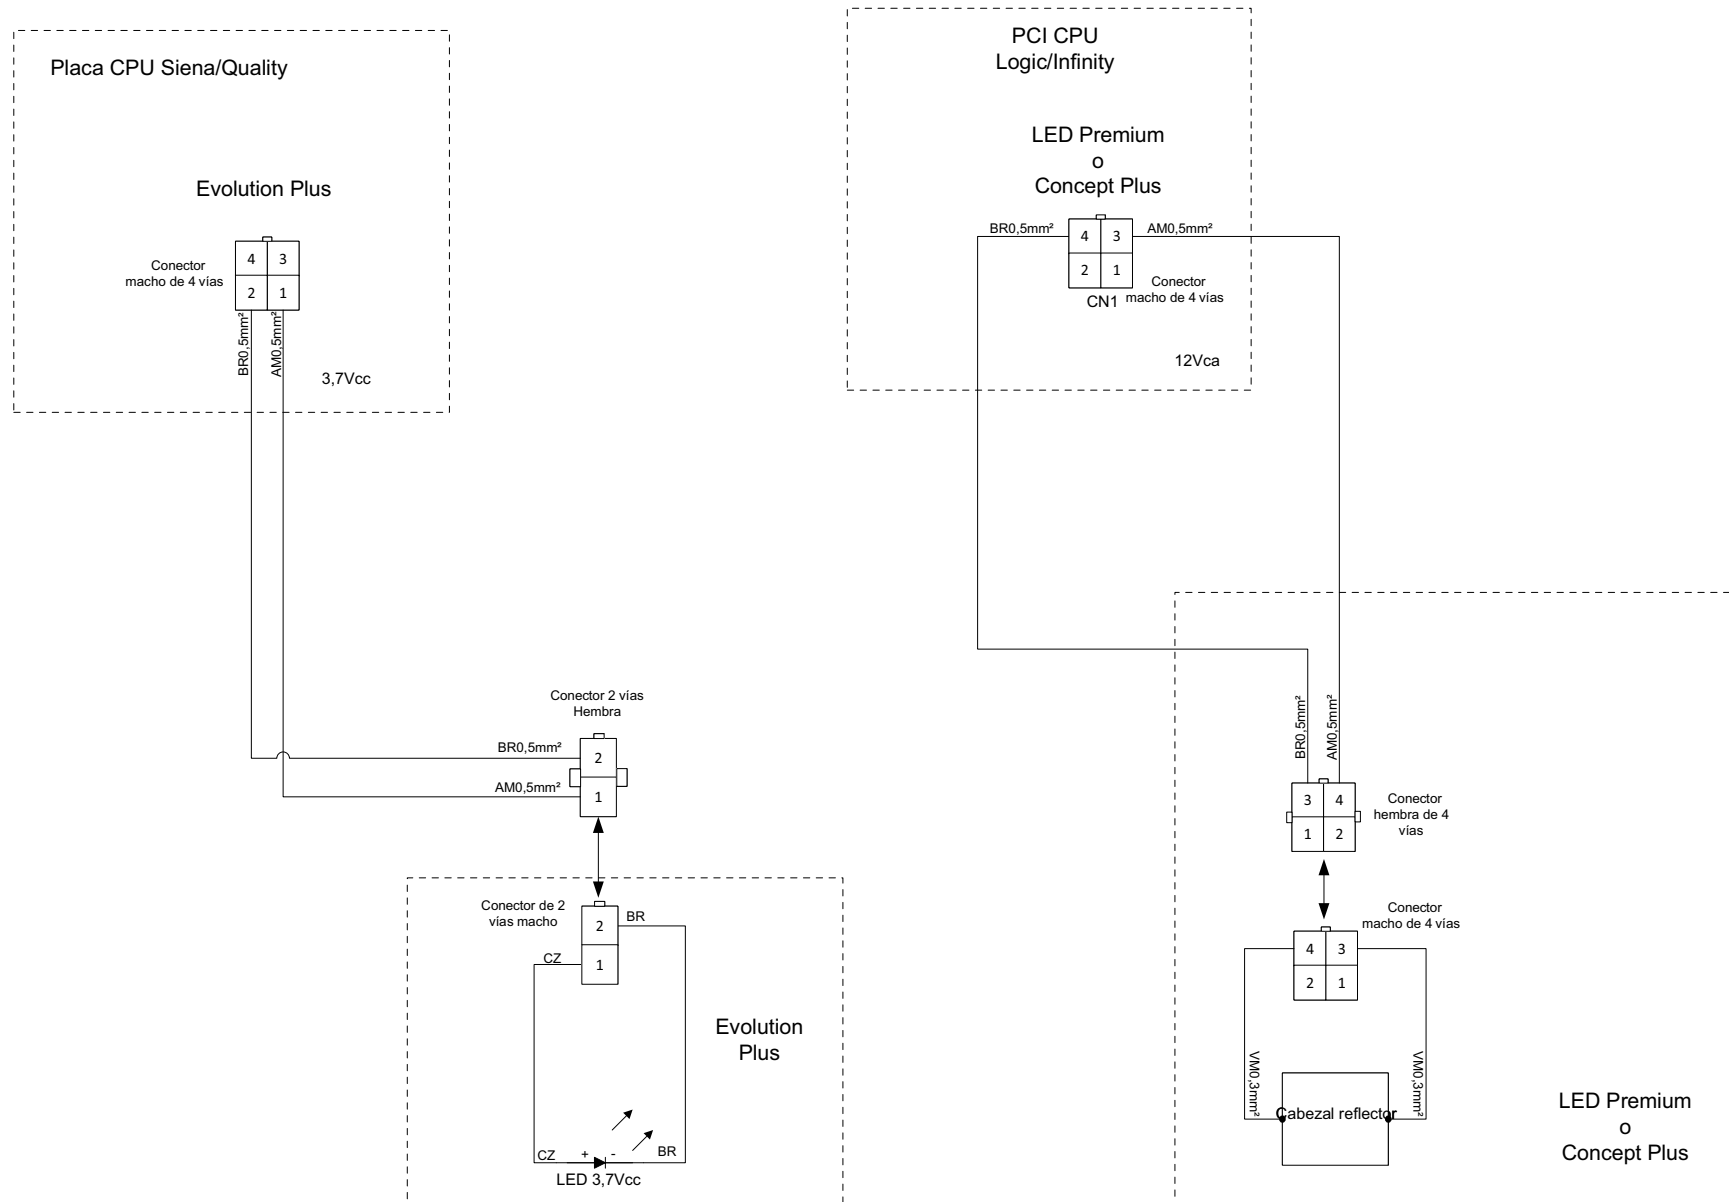 Placa CPU Siena/Quality
Evolution Plus
Conector
macho de 4 vías
4 3
2 1
BR0,5mm²
AM0,5mm²
3,7Vcc
Conector 2 vías
Hembra
BR0,5mm²
2
AM0,5mm²
1
Conector de 2
vías macho
2
BR
CZ
1
Evolution
Plus
CZ
+
-
BR
LED 3,7Vcc
PCI CPU
Logic/Infinity
LED Premium
o
Concept Plus
BR0,5mm²
4 3
AM0,5mm²
2 1
CN1
Conector
macho de 4 vías
12Vca
BR0,5mm²
AM0,5mm²
3 4
1 2
Conector
hembra de 4
vías
Conector
macho de 4 vías
4 3
2 1
VM0,3mm²
VM0,3mm²
Cabezal reflector
LED Premium
o
Concept Plus